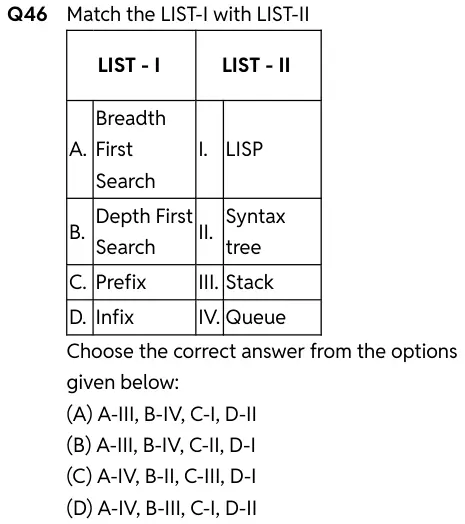 Q46 Match the LIST-I with LIST-II
LIST - I LIST - II
A. Breadth First Search I. LISP
B. Depth First Search II. Syntax tree
C. Prefix III. Stack
D. Infix IV. Queue
Choose the correct answer from the options
given below:
(A) A-III, B-IV, C-I, D-II
(B) A-III, B-IV, C-II, D-I
(C) A-IV, B-II, C-III, D-I
(D) A-IV, B-III, C-I, D-II